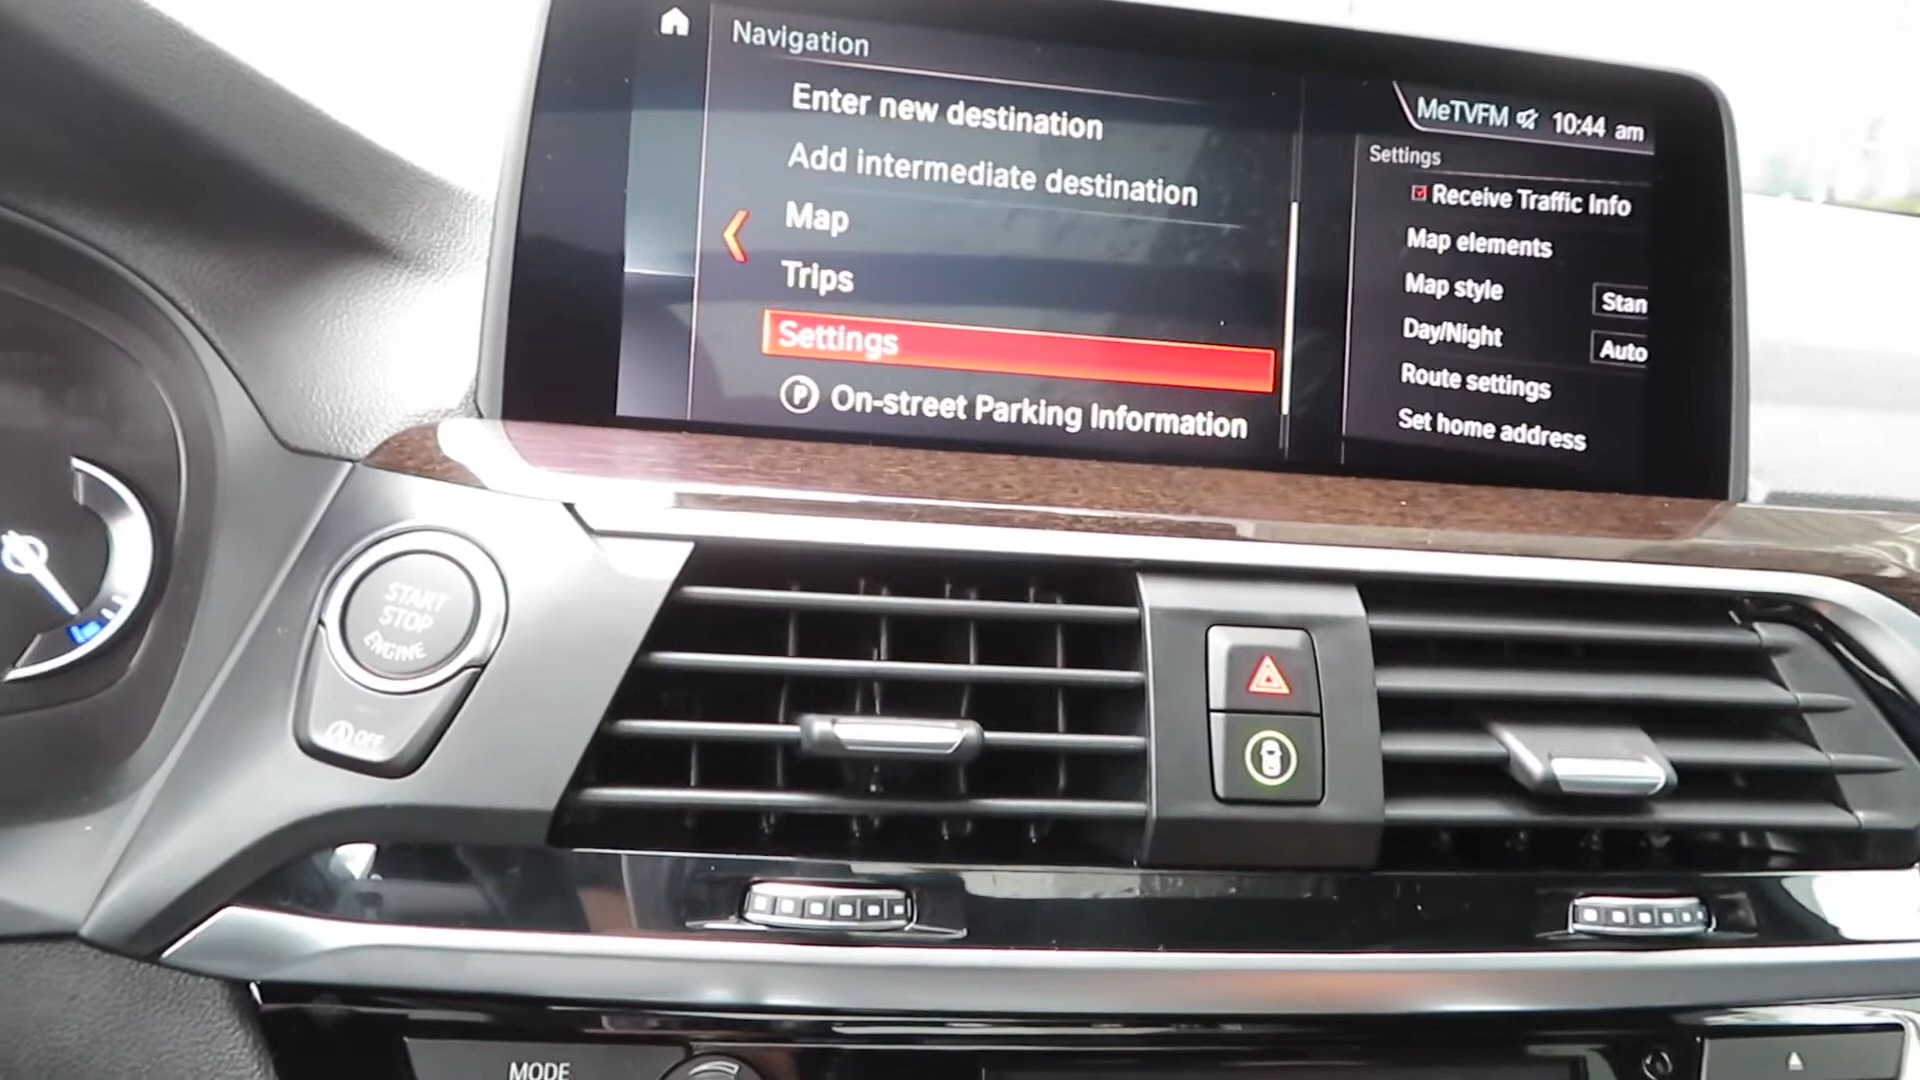 Navigation
Enter new destination
Add intermediate destination
Map
Trips
Settings
P On-street Parking Information
MeTVFM 10:44 am
Settings
Receive Traffic Info
Map elements
Map style Stan
Day/Night Auto
Route settings
Set home address
START
STOP
ENGINE
A OFF
MODE